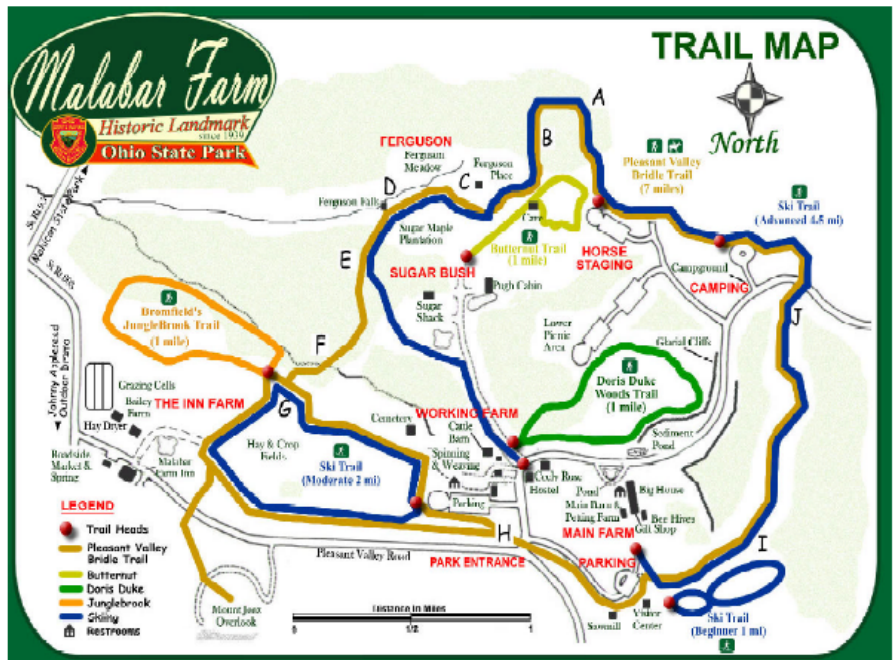 Malabar Farm
Historic Landmark
since 1939
Ohio State Park
TRAIL MAP
North
A
B
C
D
E
F
G
H
I
J
FERGUSON
Ferguson
Meadow
Ferguson
Place
Ferguson Falls
Sugar Maple
Plantation
Cave
Butternut Trail
(1 mile)
Pleasant Valley
Bridle Trail
(7 miles)
Ski Trail
(Advanced 4.5 mi)
HORSE
STAGING
Campground
CAMPING
SUGAR BUSH
Pugh Cabin
Sugar
Shack
Lower
Picnic
Area
Glacial Cliffs
Doris Duke
Woods Trail
(1 mile)
Sediment
Pond
St Rt 95
Mohican State Park
St Rt 603
Johnny Appleseed
Outdoor Drama
Bromfield's
JungleBrook Trail
(1 mile)
Grazing Cells
Bailey
Farm
THE INN FARM
Hay Dryer
Roadside
Market &
Spring
Malabar
Farm Inn
Hay & Crop
Fields
Ski Trail
(Moderate 2 mi)
Cemetery
WORKING FARM
Cattle
Barn
Spinning
& Weaving
Parking
Hostel
Pond
Main Barn &
Petting Farm
Big House
Bee Hives
Gift Shop
MAIN FARM
PARKING
PARK ENTRANCE
Pleasant Valley Road
Mount Jeez
Overlook
Sawmill
Visitor
Center
Ski Trail
(Beginner 1 mi)
LEGEND
Trail Heads
Pleasant Valley
Bridle Trail
Butternut
Doris Duke
Junglebrook
Skiing
Restrooms
Distance in Miles
0
1/2
1